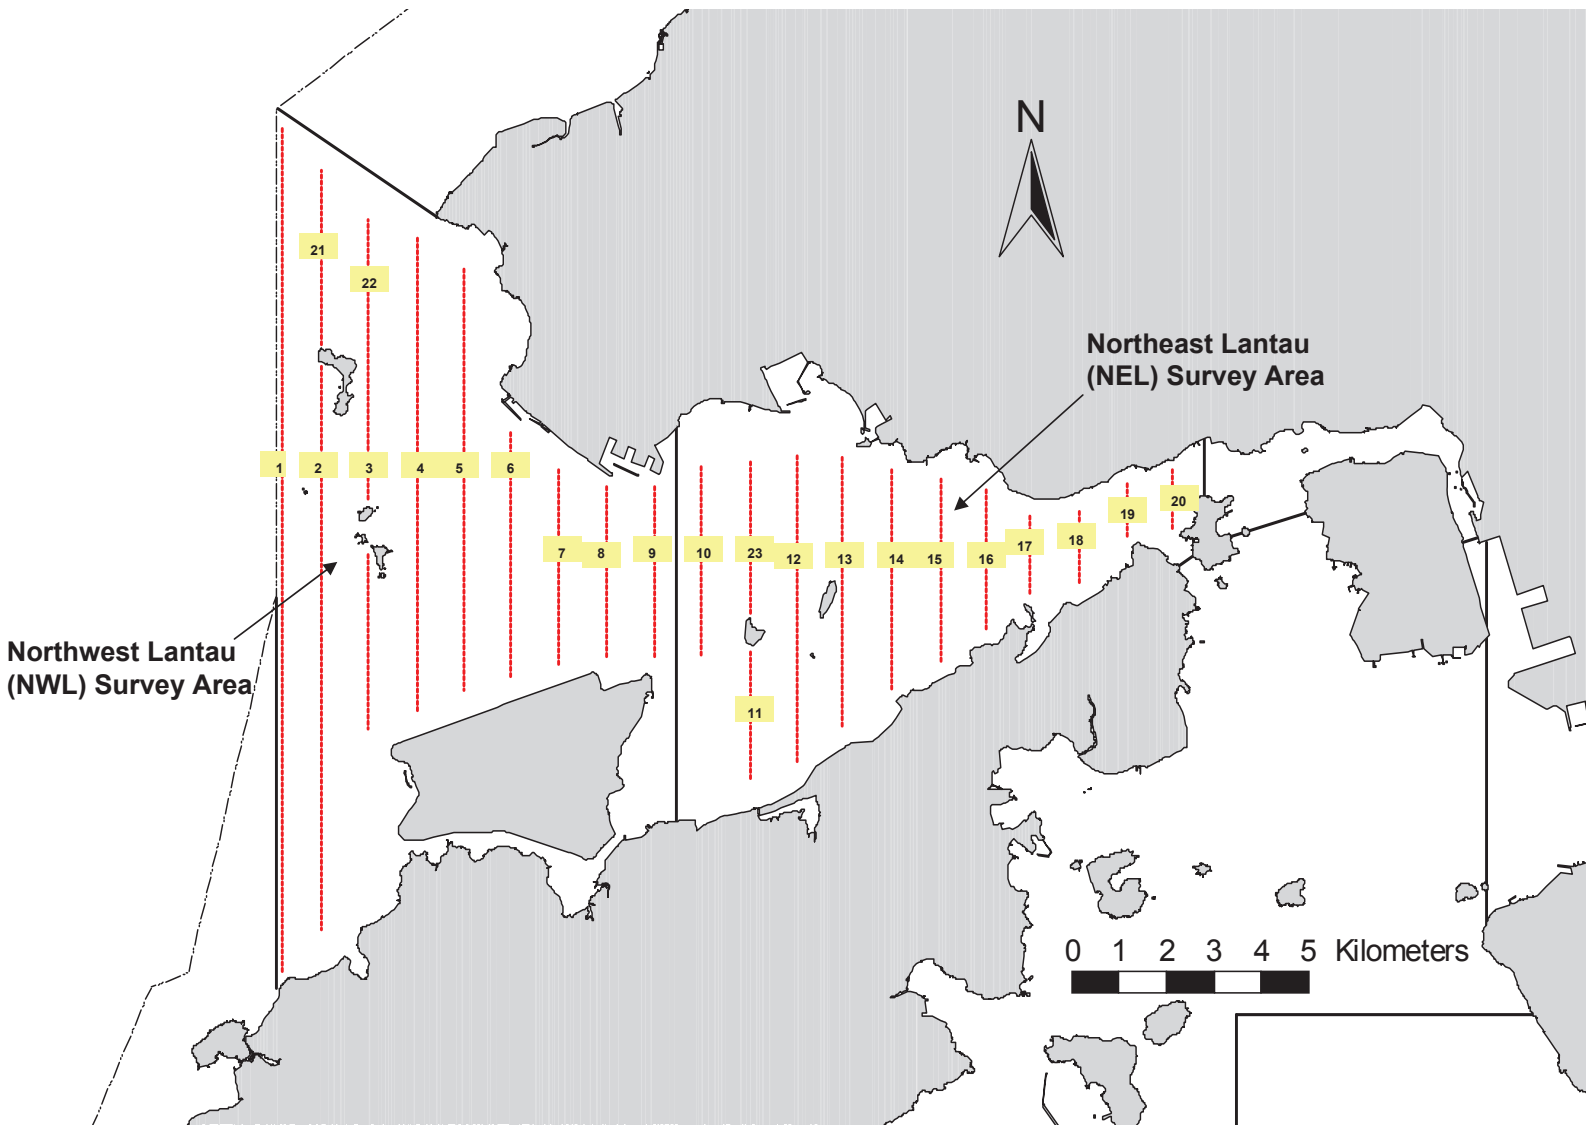 N
21
22
Northeast Lantau
(NEL) Survey Area
1 2 3 4 5 6
20
19
17
18
7 8 9 10 23 12 13 14 15 16
Northwest Lantau
(NWL) Survey Area
11
0 1 2 3 4 5 Kilometers